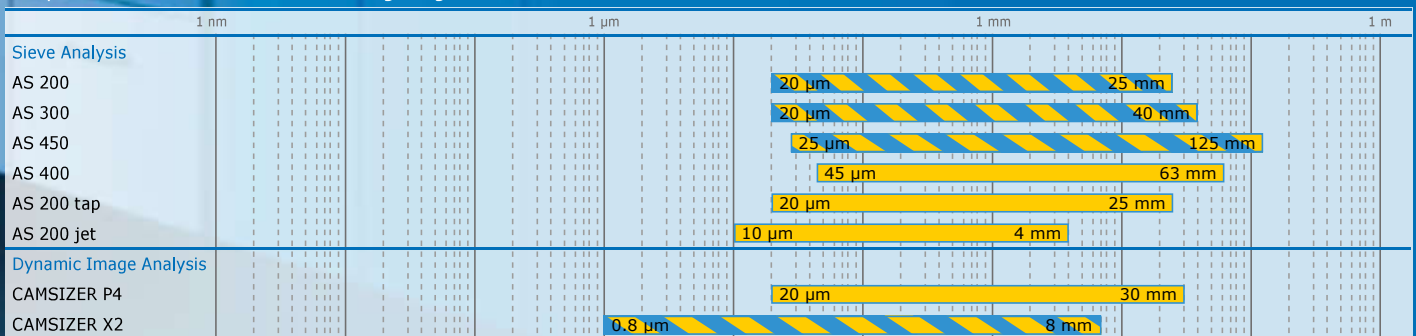 1 nm 1 µm 1 mm 1 m
Sieve Analysis
AS 200 20 µm 25 mm
AS 300 20 µm 40 mm
AS 450 25 µm 125 mm
AS 400 45 µm 63 mm
AS 200 tap 20 µm 25 mm
AS 200 jet 10 µm 4 mm
Dynamic Image Analysis
CAMSIZER P4 20 µm 30 mm
CAMSIZER X2 0.8 µm 8 mm